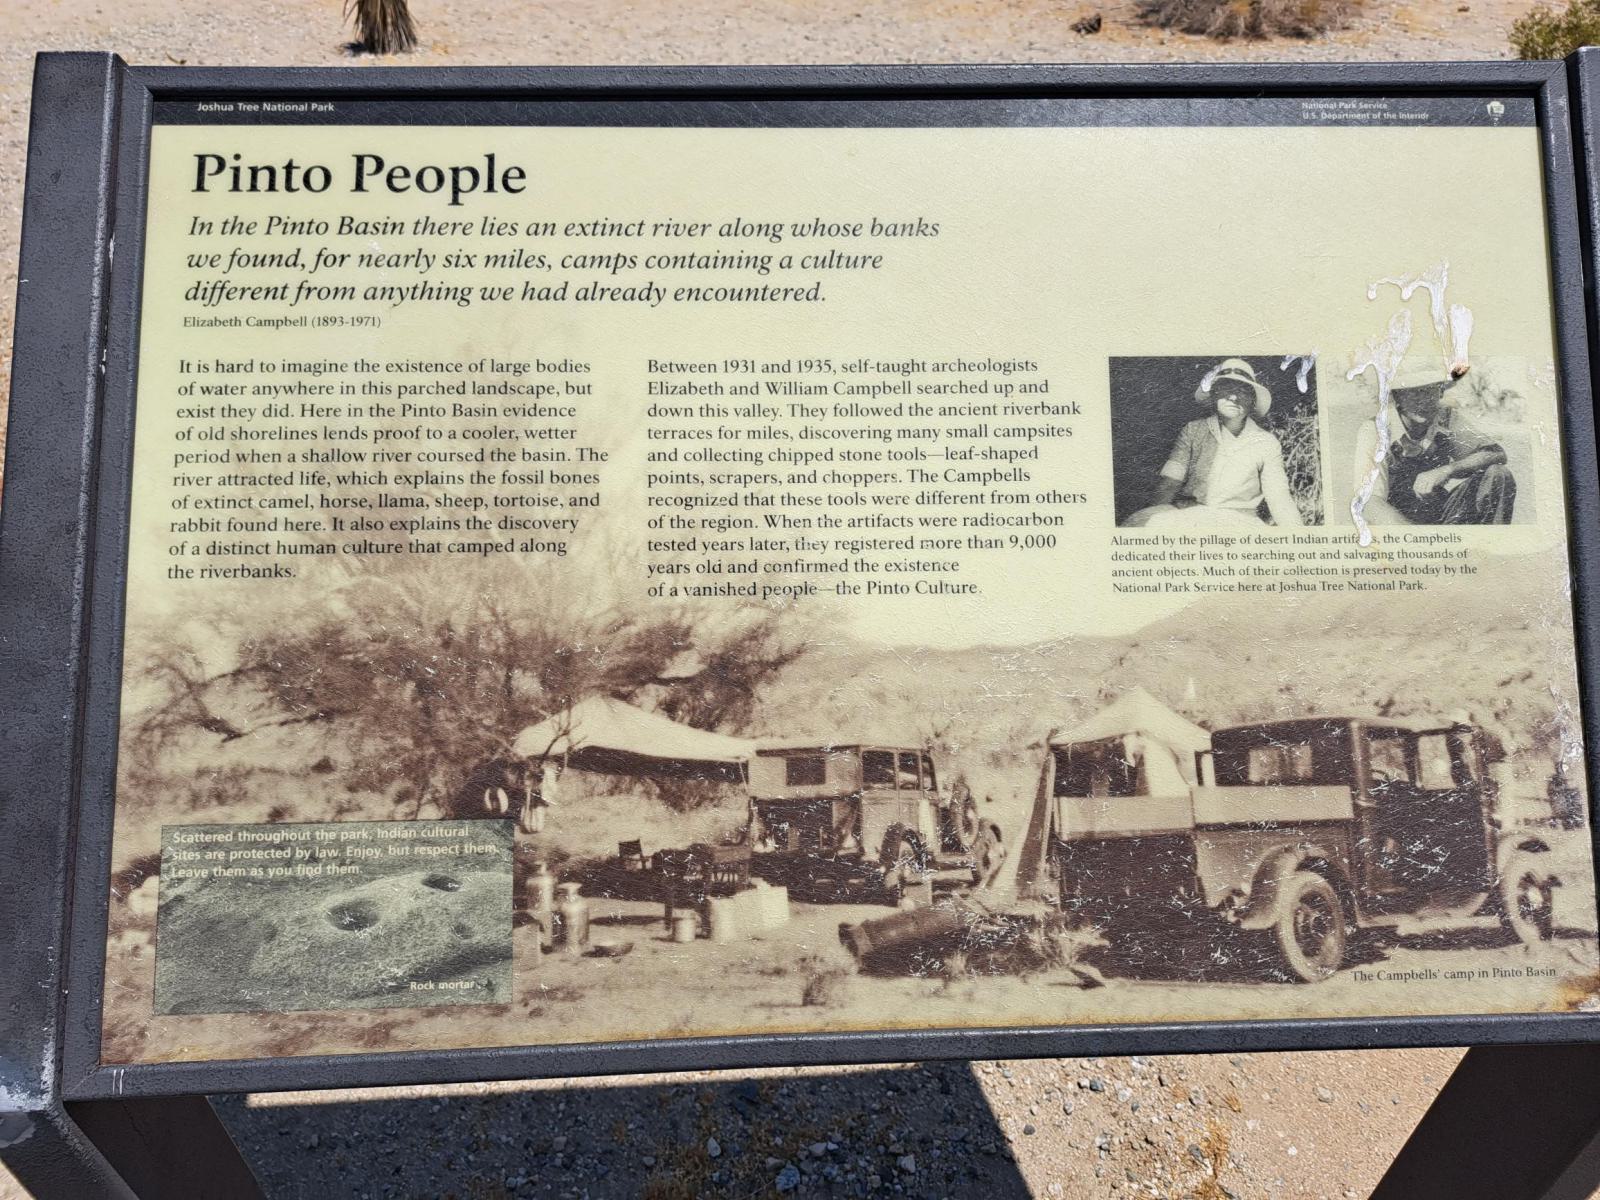 Joshua Tree National Park
National Park Service
U.S. Department of the Interior
Pinto People
In the Pinto Basin there lies an extinct river along whose banks
we found, for nearly six miles, camps containing a culture
different from anything we had already encountered.
Elizabeth Campbell (1893-1971)
It is hard to imagine the existence of large bodies
of water anywhere in this parched landscape, but
exist they did. Here in the Pinto Basin evidence
of old shorelines lends proof to a cooler, wetter
period when a shallow river coursed the basin. The
river attracted life, which explains the fossil bones
of extinct camel, horse, llama, sheep, tortoise, and
rabbit found here. It also explains the discovery
of a distinct human culture that camped along
the riverbanks.
Between 1931 and 1935, self-taught archeologists
Elizabeth and William Campbell searched up and
down this valley. They followed the ancient riverbank
terraces for miles, discovering many small campsites
and collecting chipped stone tools—leaf-shaped
points, scrapers, and choppers. The Campbells
recognized that these tools were different from others
of the region. When the artifacts were radiocarbon
tested years later, they registered more than 9,000
years old and confirmed the existence
of a vanished people—the Pinto Culture.
Alarmed by the pillage of desert Indian artifacts, the Campbells
dedicated their lives to searching out and salvaging thousands of
ancient objects. Much of their collection is preserved today by the
National Park Service here at Joshua Tree National Park.
Scattered throughout the park, Indian cultural
sites are protected by law. Enjoy, but respect them.
Leave them as you find them.
Rock mortar
The Campbells' camp in Pinto Basin